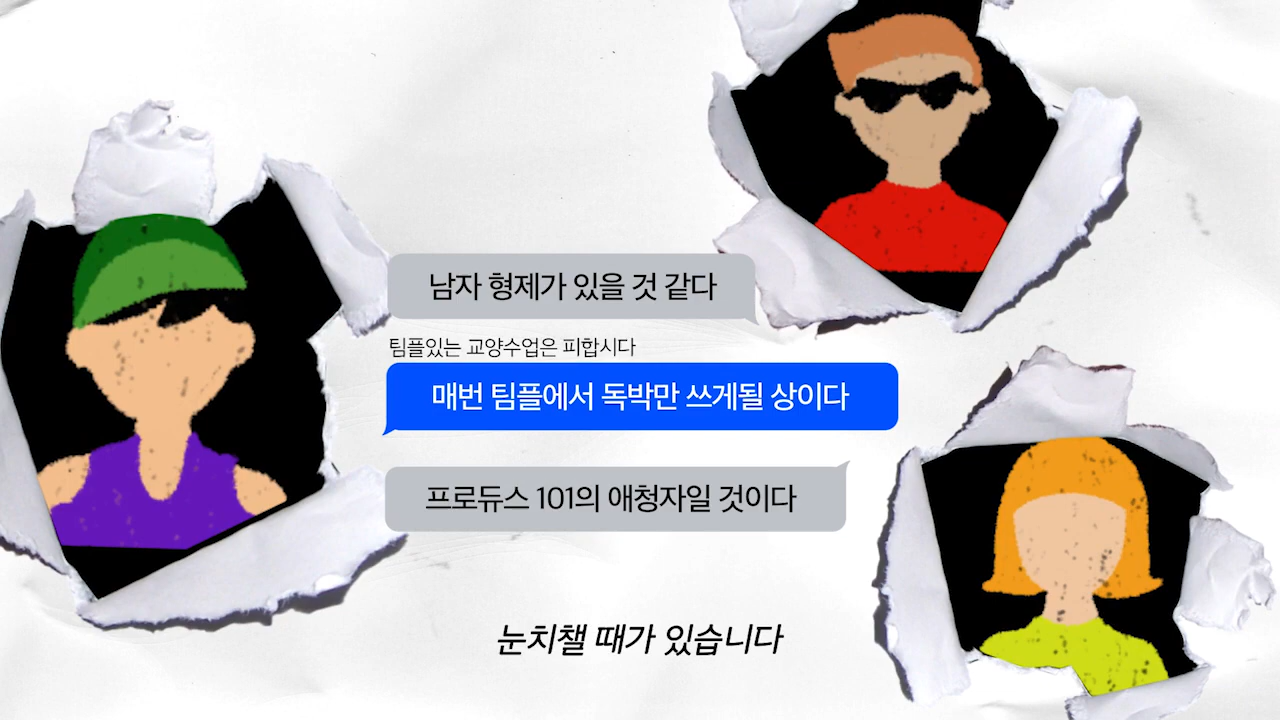 남자 형제가 있을 것 같다
팀플있는 교양수업은 피합시다
매번 팀플에서 독박만 쓰게될 상이다
프로듀스 101의 애청자일 것이다
눈치챌 때가 있습니다